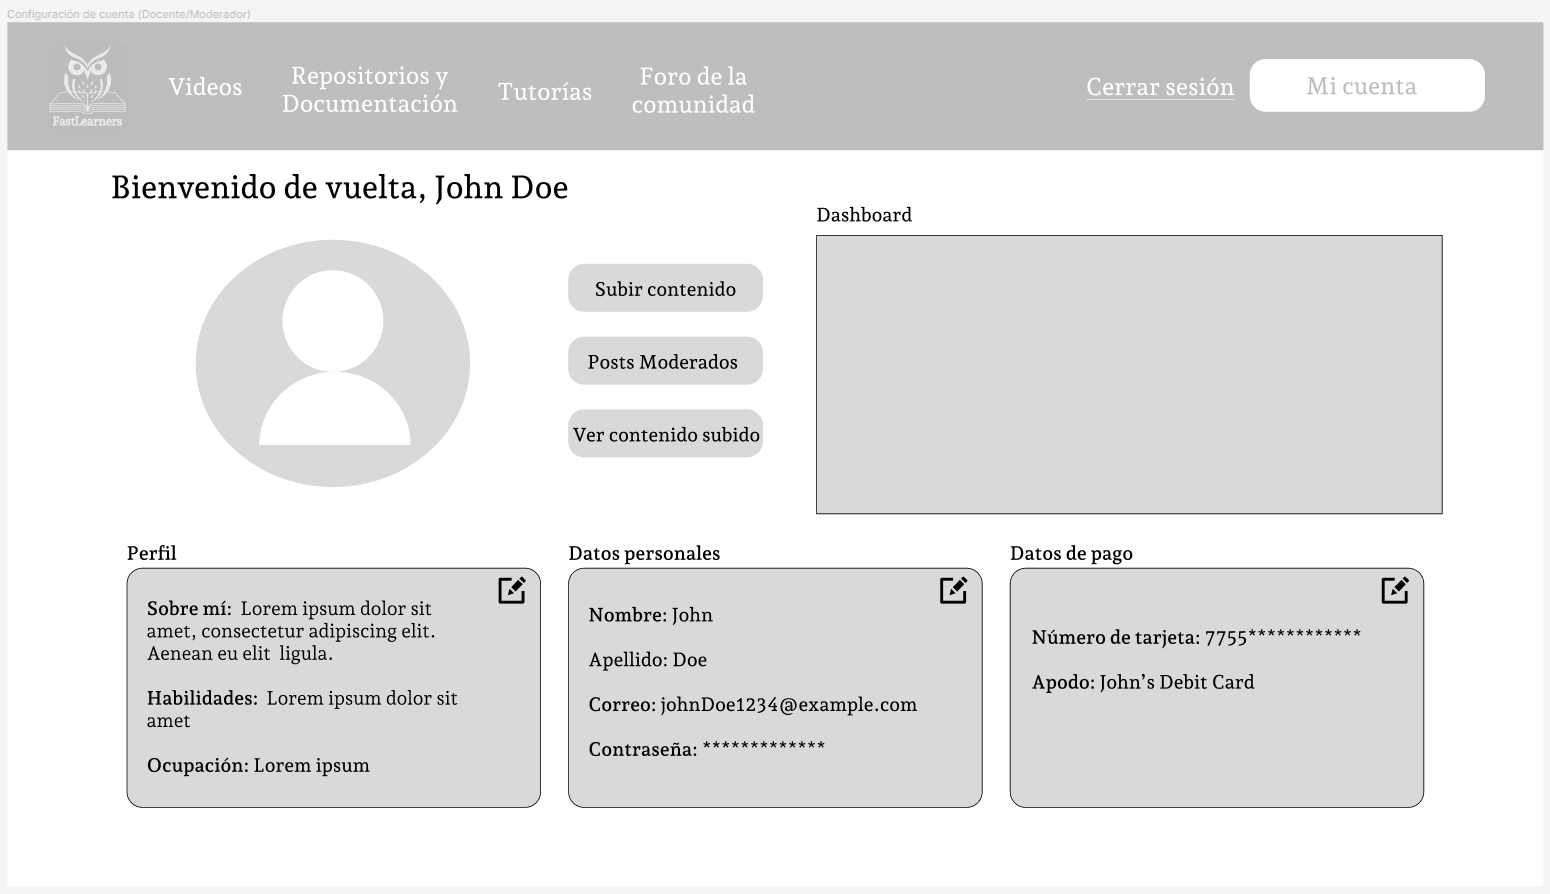 Configuración de cuenta (Docente/Moderador)
FastLearners
Videos
Repositorios y
Documentación
Tutorías
Foro de la
comunidad
Cerrar sesión
Mi cuenta
Bienvenido de vuelta, John Doe
Dashboard
Subir contenido
Posts Moderados
Ver contenido subido
Perfil
Sobre mí:  Lorem ipsum dolor sit
amet, consectetur adipiscing elit.
Aenean eu elit  ligula.
Habilidades:  Lorem ipsum dolor sit
amet
Ocupación: Lorem ipsum
Datos personales
Nombre: John
Apellido: Doe
Correo: johnDoe1234@example.com
Contraseña: *************
Datos de pago
Número de tarjeta: 7755************
Apodo: John’s Debit Card